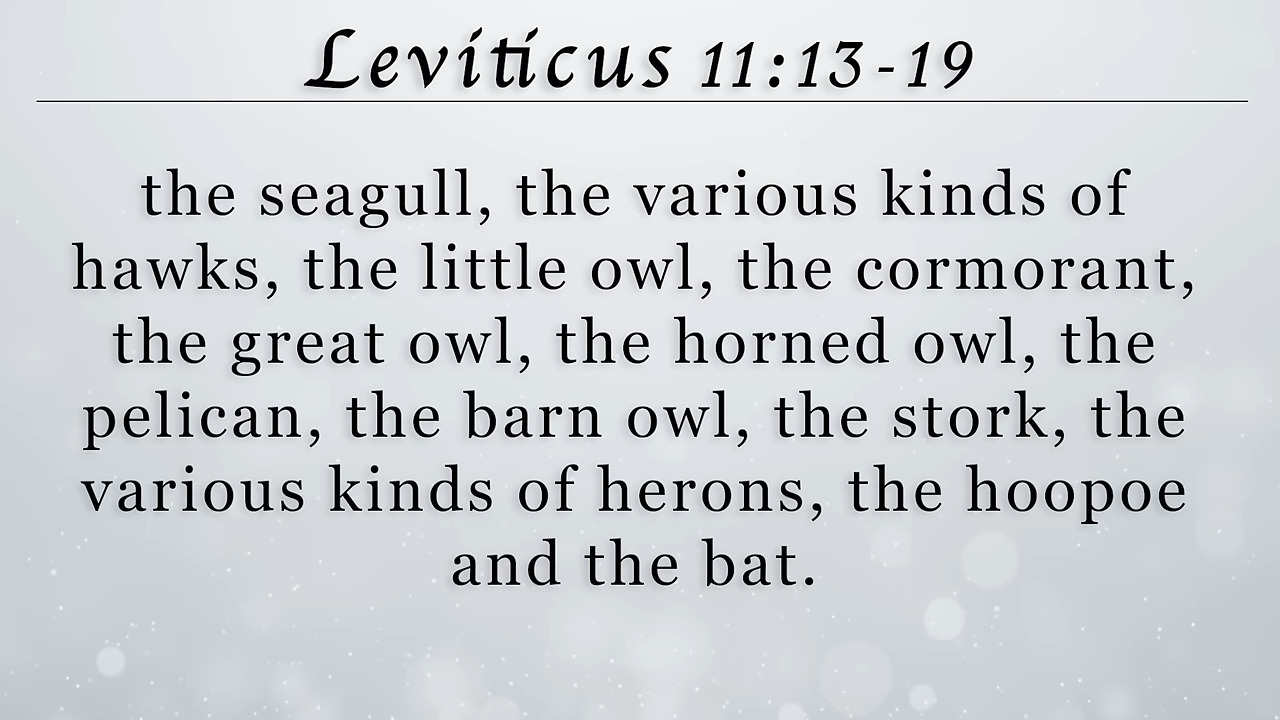 Leviticus 11:13-19
the seagull, the various kinds of
hawks, the little owl, the cormorant,
the great owl, the horned owl, the
pelican, the barn owl, the stork, the
various kinds of herons, the hoopoe
and the bat.